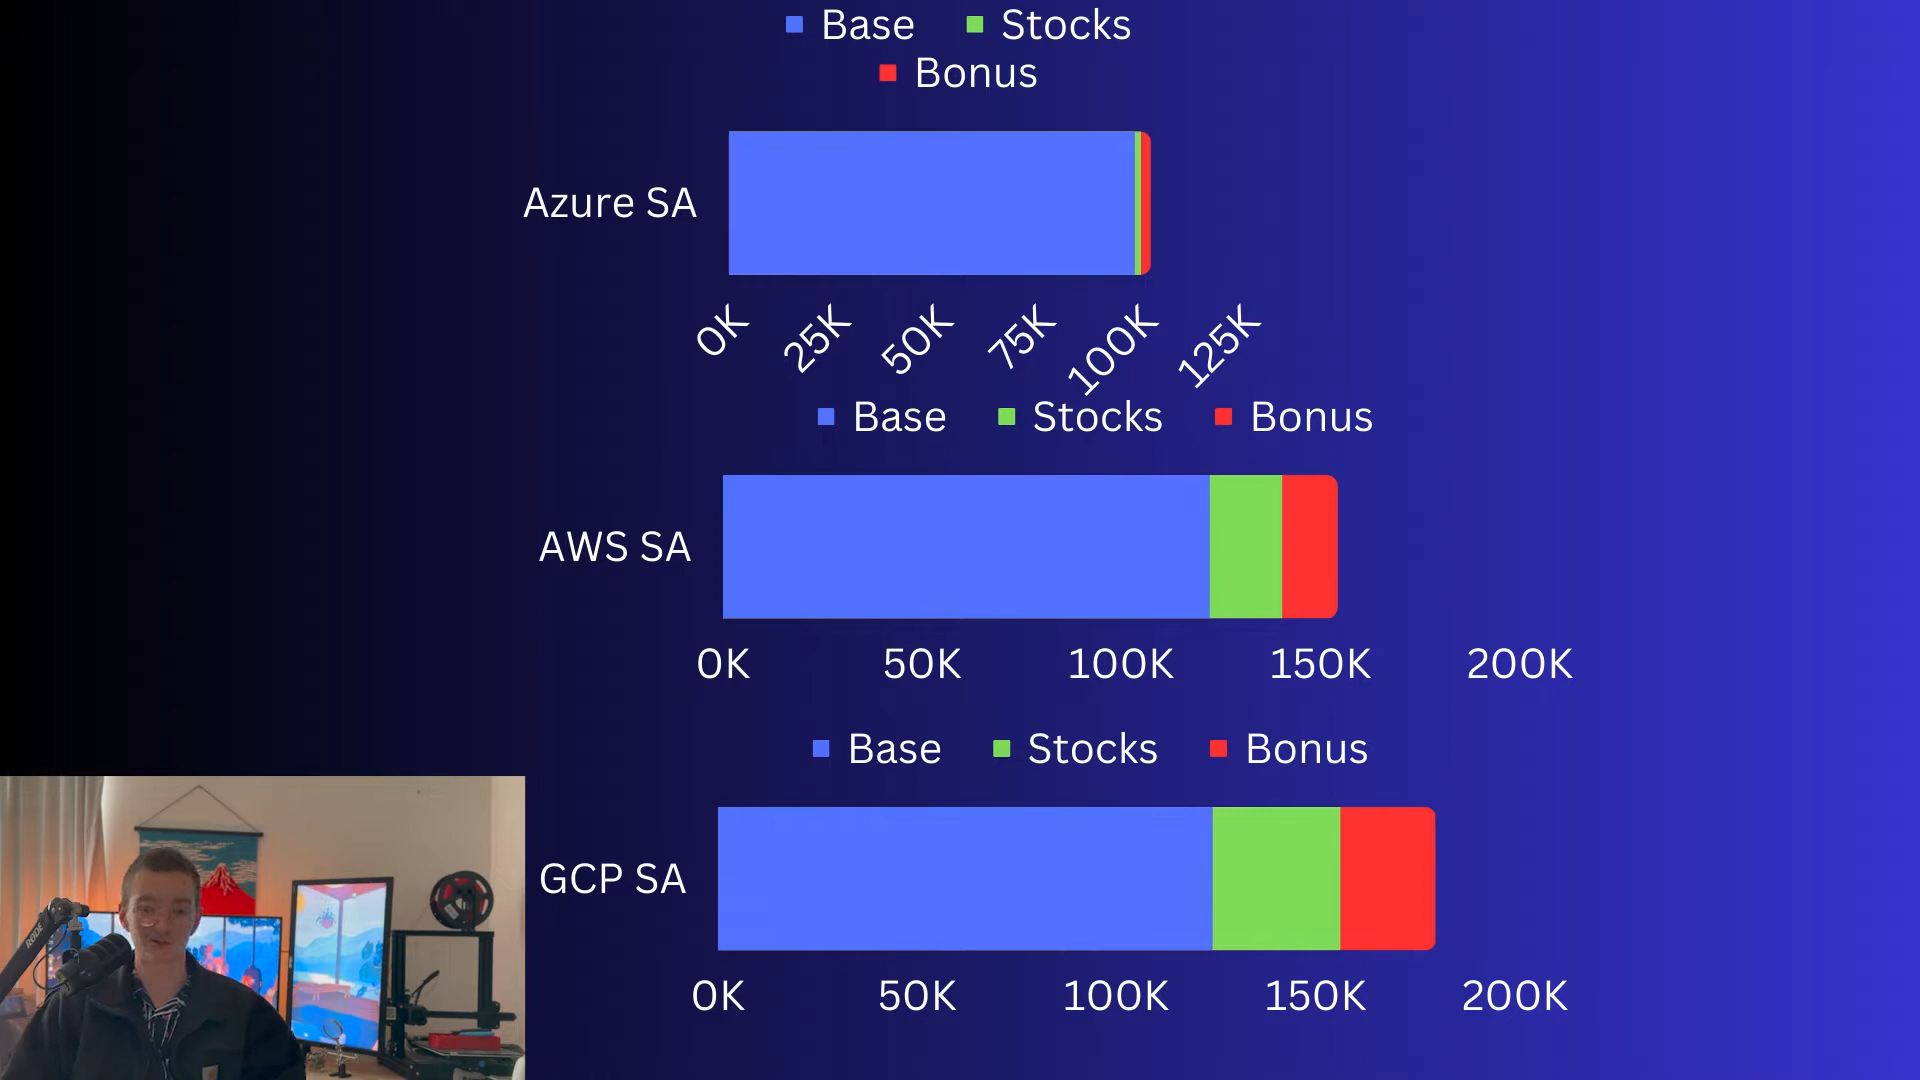 Base Stocks
Bonus
Azure SA
0K 25K 50K 75K 100K 125K
Base Stocks Bonus
AWS SA
0K 50K 100K 150K 200K
Base Stocks Bonus
GCP SA
0K 50K 100K 150K 200K
RODE